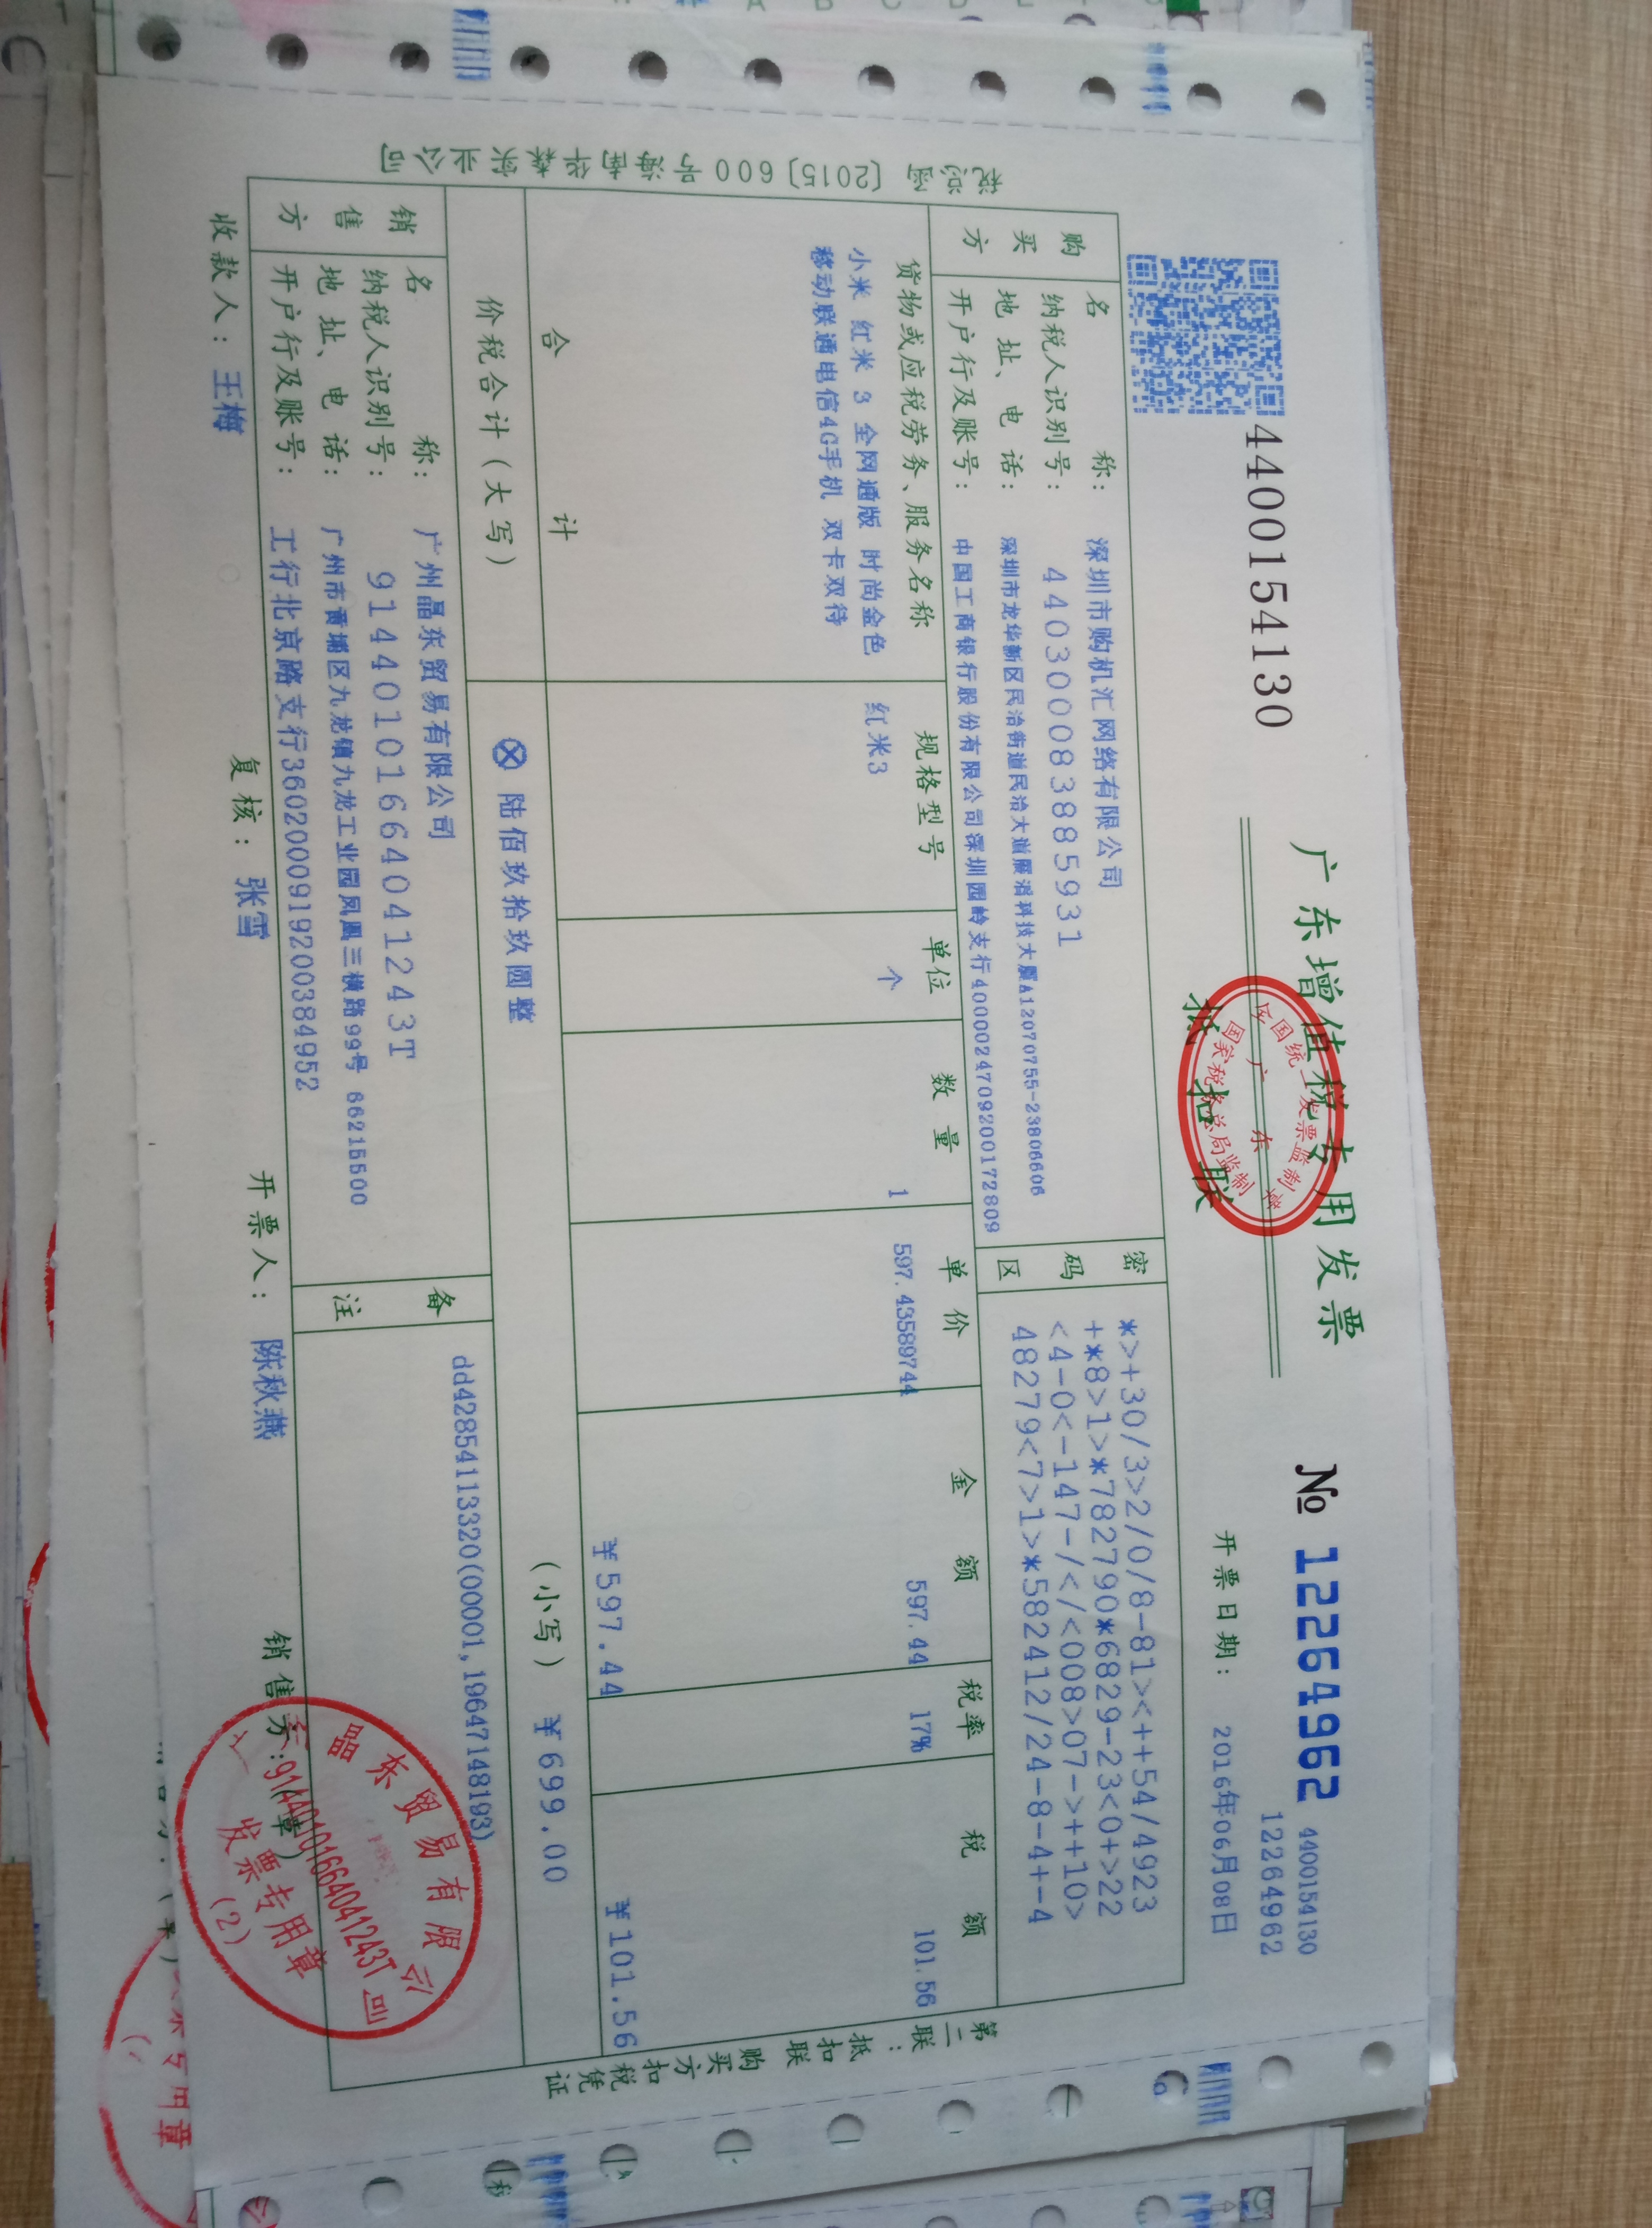 4400154130
广东增值税专用发票
№ 12264962
4400154130
12264962
抵扣联
全国统一发票监制章
广东
国家税务总局监制
开票日期: 2016年06月08日
税总函〔2015〕600号海南华森实业公司
购买方
名称: 深圳市购机汇网络有限公司
纳税人识别号: 440300083885931
地址、电话: 深圳市龙华新区民治街道民治大道展滔科技大厦A12070755-23806606
开户行及账号: 中国工商银行股份有限公司深圳园岭支行4000024709200172809
密码区
*>+30/3>2/0/8-81><++54/4923
+*8>1>*782790*6829-23<0+>22
<4-0<-147-/</<008>07->++10>
48279<7>1>*582412/24-8-4+-4
货物或应税劳务、服务名称 规格型号 单位 数量 单价 金额 税率 税额
小米 红米 3 全网通版 时尚金色 红米3 个 1 597.43589744 597.44 17% 101.56
移动联通电信4G手机 双卡双待
合计 ¥597.44 ¥101.56
价税合计(大写) ⊗ 陆佰玖拾玖圆整 (小写) ¥699.00
销售方
名称: 广州晶东贸易有限公司
纳税人识别号: 91440101664041243T
地址、电话: 广州市黄埔区九龙镇九龙工业园凤凰三横路99号 66215500
开户行及账号: 工行北京路支行3602000919200384952
备注
dd42854113320(00001,19647148193)
收款人: 王梅
复核: 张雪
开票人: 陈秋燕
销售方:(章)
晶东贸易有限公司
91440101664041243T
发票专用章
(2)
第二联:抵扣联 购买方扣税凭证